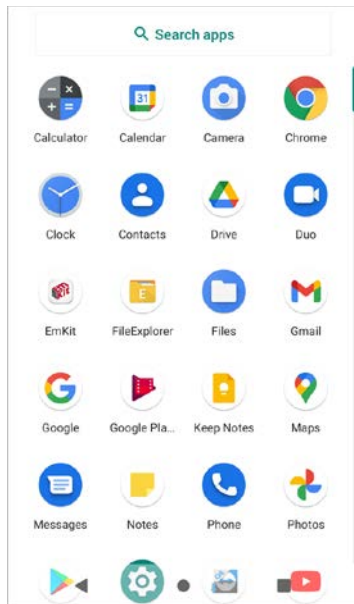 Search apps
Calculator Calendar Camera Chrome
31
Clock Contacts Drive Duo
EmKit FileExplorer Files Gmail
E
Google Google Pla... Keep Notes Maps
Messages Notes Phone Photos